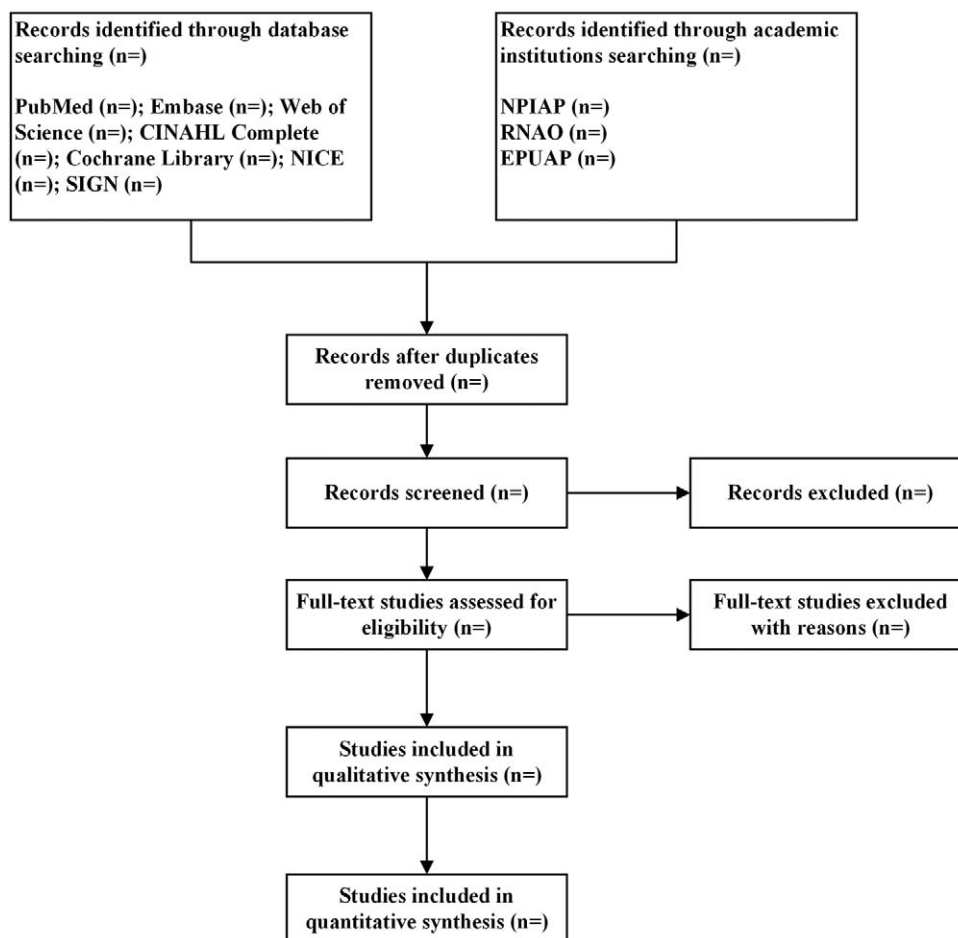 Records identified through database
searching (n=)
PubMed (n=); Embase (n=); Web of
Science (n=); CINAHL Complete
(n=); Cochrane Library (n=); NICE
(n=); SIGN (n=)
Records identified through academic
institutions searching (n=)
NPIAP (n=)
RNAO (n=)
EPUAP (n=)
Records after duplicates
removed (n=)
Records screened (n=)
Records excluded (n=)
Full-text studies assessed for
eligibility (n=)
Full-text studies excluded
with reasons (n=)
Studies included in
qualitative synthesis (n=)
Studies included in
quantitative synthesis (n=)